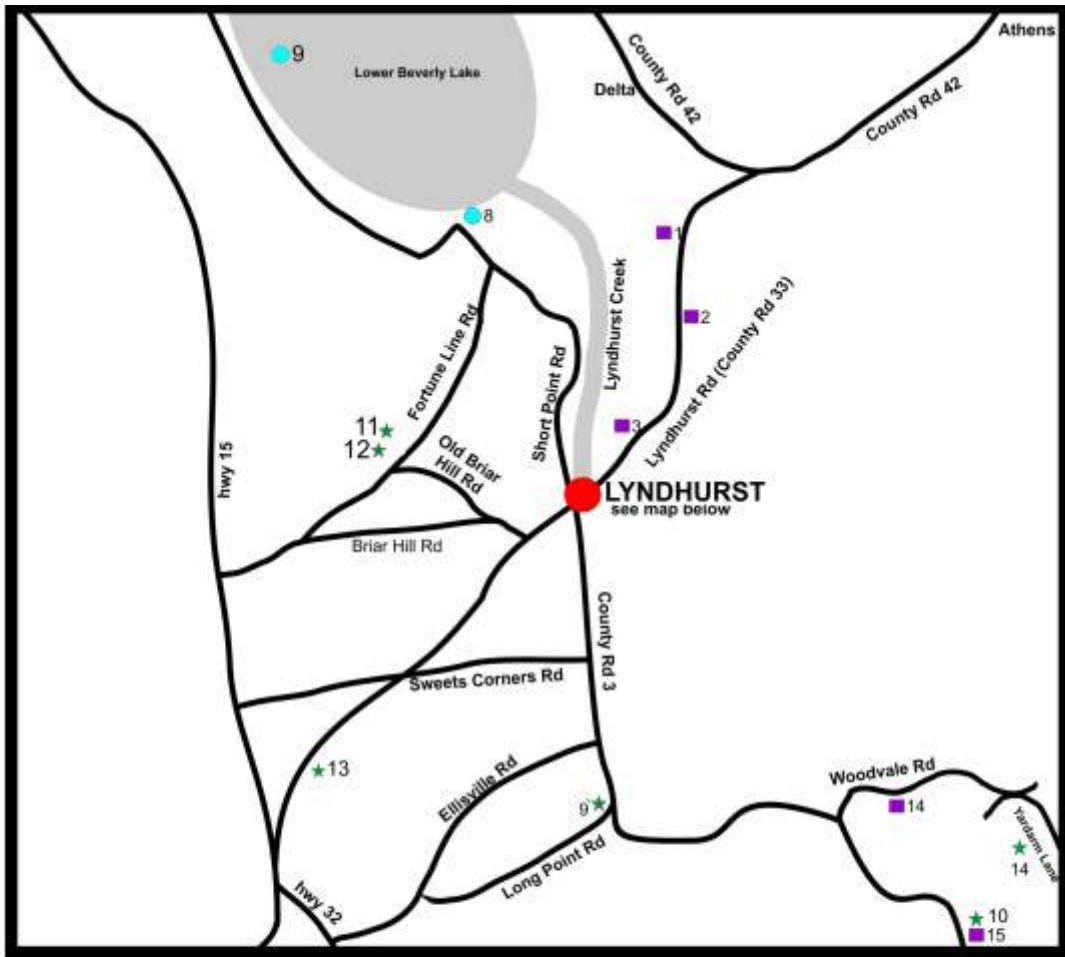 Athens
9
Lower Beverly Lake
County Rd 42
Delta
County Rd 42
8
1
Lyndhurst Creek
2
Lyndhurst Rd (County Rd 33)
Fortune Line Rd
Short Point Rd
11
12
3
Old Briar
Hill Rd
hwy 15
LYNDHURST
see map below
Briar Hill Rd
County Rd 3
Sweets Corners Rd
13
Ellisville Rd
Woodvale Rd
9
14
Yardarm Lane
Long Point Rd
14
hwy 32
10
15